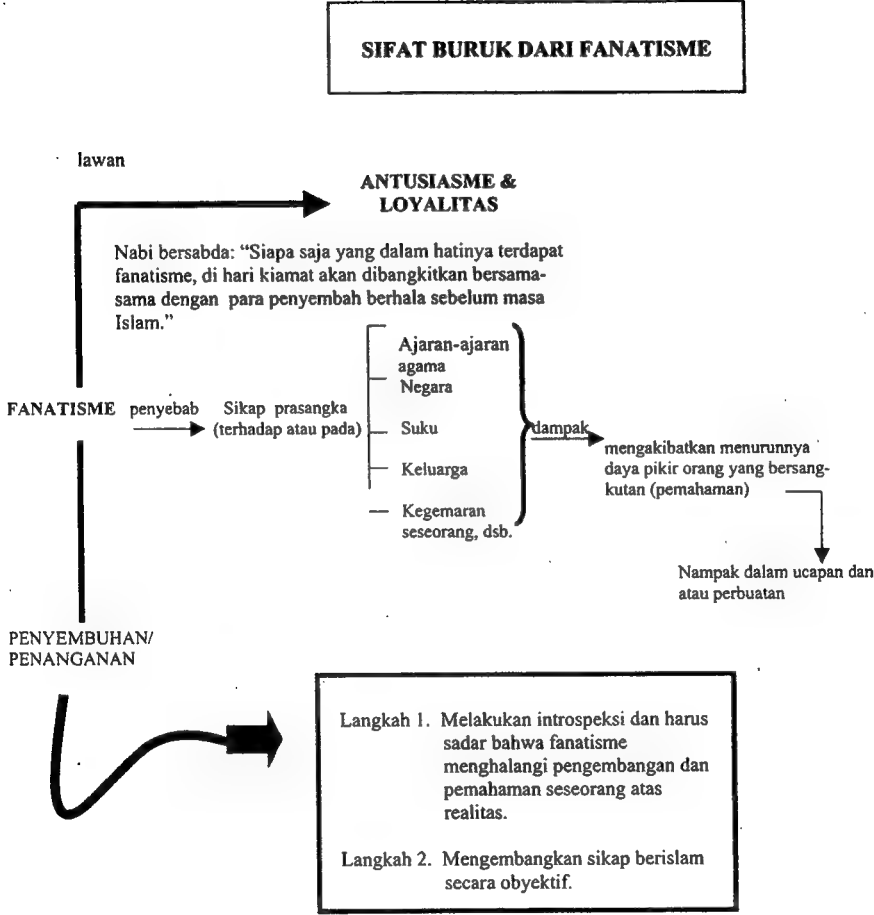 SIFAT BURUK DARI FANATISME
lawan
ANTUSIASME &
LOYALITAS
Nabi bersabda: “Siapa saja yang dalam hatinya terdapat
fanatisme, di hari kiamat akan dibangkitkan bersama-
sama dengan para penyembah berhala sebelum masa
Islam.”
FANATISME
penyebab
Sikap prasangka
(terhadap atau pada)
Ajaran-ajaran
agama
Negara
Suku
Keluarga
Kegemaran
seseorang, dsb.
dampak
mengakibatkan menurunnya
daya pikir orang yang bersang-
kutan (pemahaman)
Nampak dalam ucapan dan
atau perbuatan
PENYEMBUHAN/
PENANGANAN
Langkah 1. Melakukan introspeksi dan harus
sadar bahwa fanatisme
menghalangi pengembangan dan
pemahaman seseorang atas
realitas.
Langkah 2. Mengembangkan sikap berislam
secara obyektif.